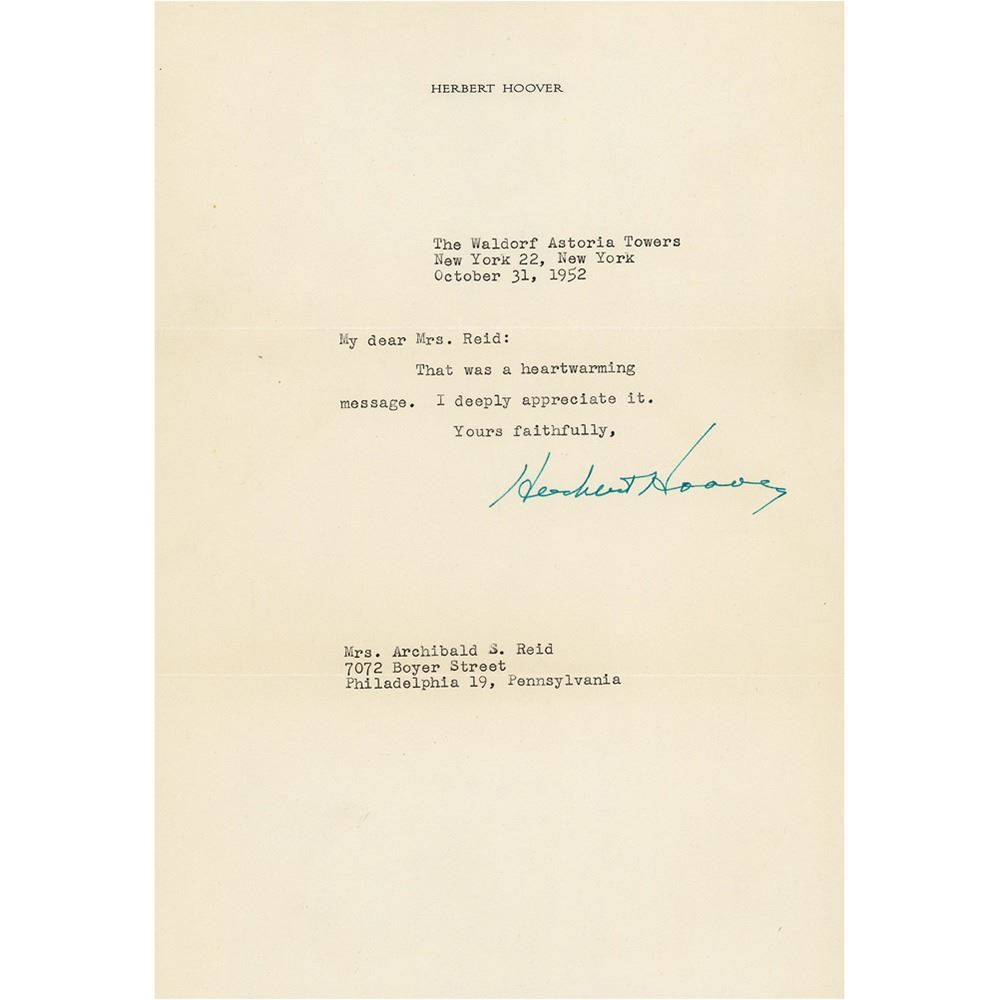 HERBERT HOOVER
The Waldorf Astoria Towers
New York 22, New York
October 31, 1952
My dear Mrs. Reid:
That was a heartwarming
message. I deeply appreciate it.
Yours faithfully,
Herbert Hoover
Mrs. Archibald S. Reid
7072 Boyer Street
Philadelphia 19, Pennsylvania